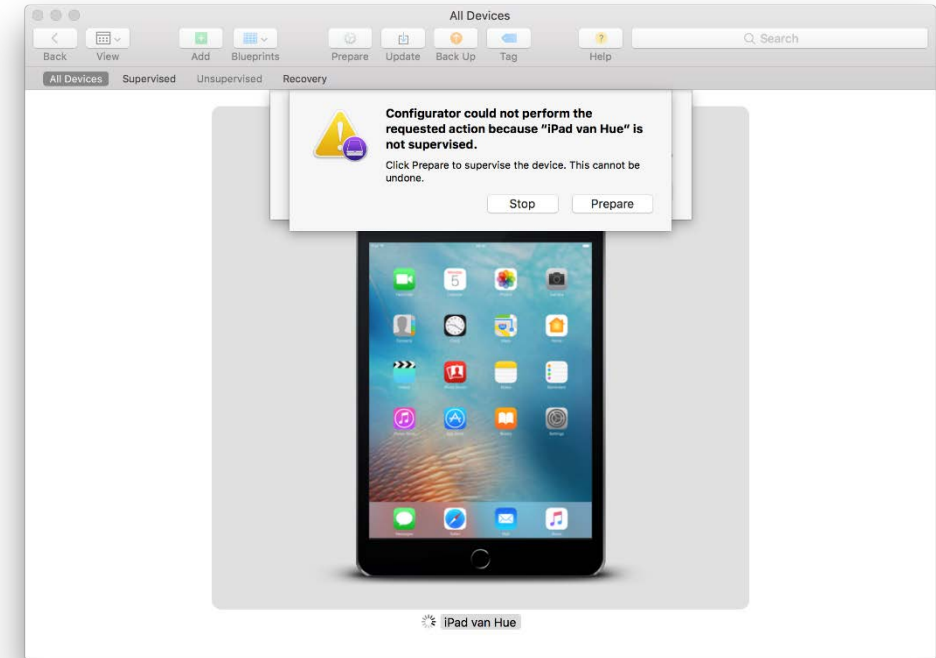 All Devices
Back View Add Blueprints Prepare Update Back Up Tag Help Search
All Devices Supervised Unsupervised Recovery
Configurator could not perform the
requested action because “iPad van Hue” is
not supervised.
Click Prepare to supervise the device. This cannot be
undone.
Stop Prepare
5
iPad van Hue